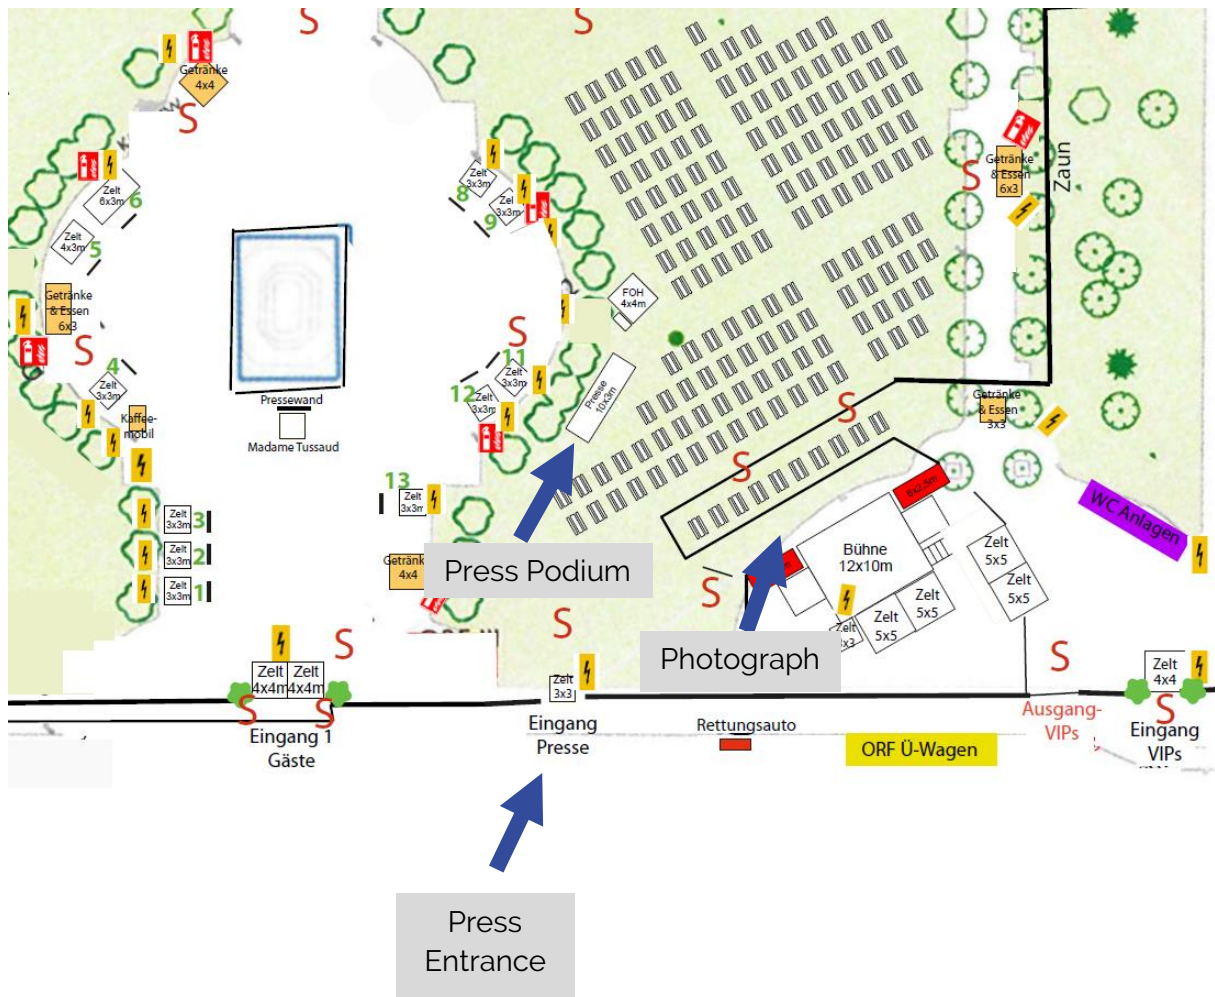 S
S
Getränke
4x4
S
Zelt
6x3m
6
Zelt
4x3m
5
Getränke
& Essen
6x3
S
4
Zelt
3x3m
Kaffee-
mobil
Zelt
3x3m
3
Zelt
3x3m
2
Zelt
3x3m
1
Pressewand
Madame Tussaud
Zelt
3x3m
8
Zelt
3x3m
9
S
11
Zelt
3x3m
12
Zelt
3x3m
13
Zelt
3x3m
Getränke
4x4
FOH
4x4m
Presse
10x3m
Getränke
& Essen
6x3
S
Zaun
Getränke
& Essen
3x3
S
S
8x2,5m
WC Anlagen
Bühne
12x10m
Zelt
5x5
Zelt
5x5
Zelt
5x5
Zelt
5x5
Zelt
3x3
Press Podium
Photograph
S
S
S
S
Zelt
4x4m
Zelt
4x4m
S
S
Eingang 1
Gäste
Zelt
3x3
Eingang
Presse
Rettungsauto
ORF Ü-Wagen
Ausgang-
VIPs
Zelt
4x4
S
Eingang
VIPs
Press
Entrance